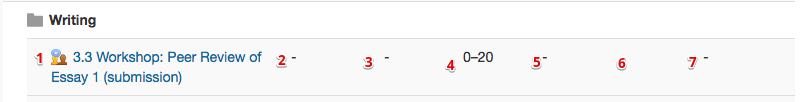 Writing
1 3.3 Workshop: Peer Review of 2 - 3 - 4 0–20 5 - 6 7 -
Essay 1 (submission)